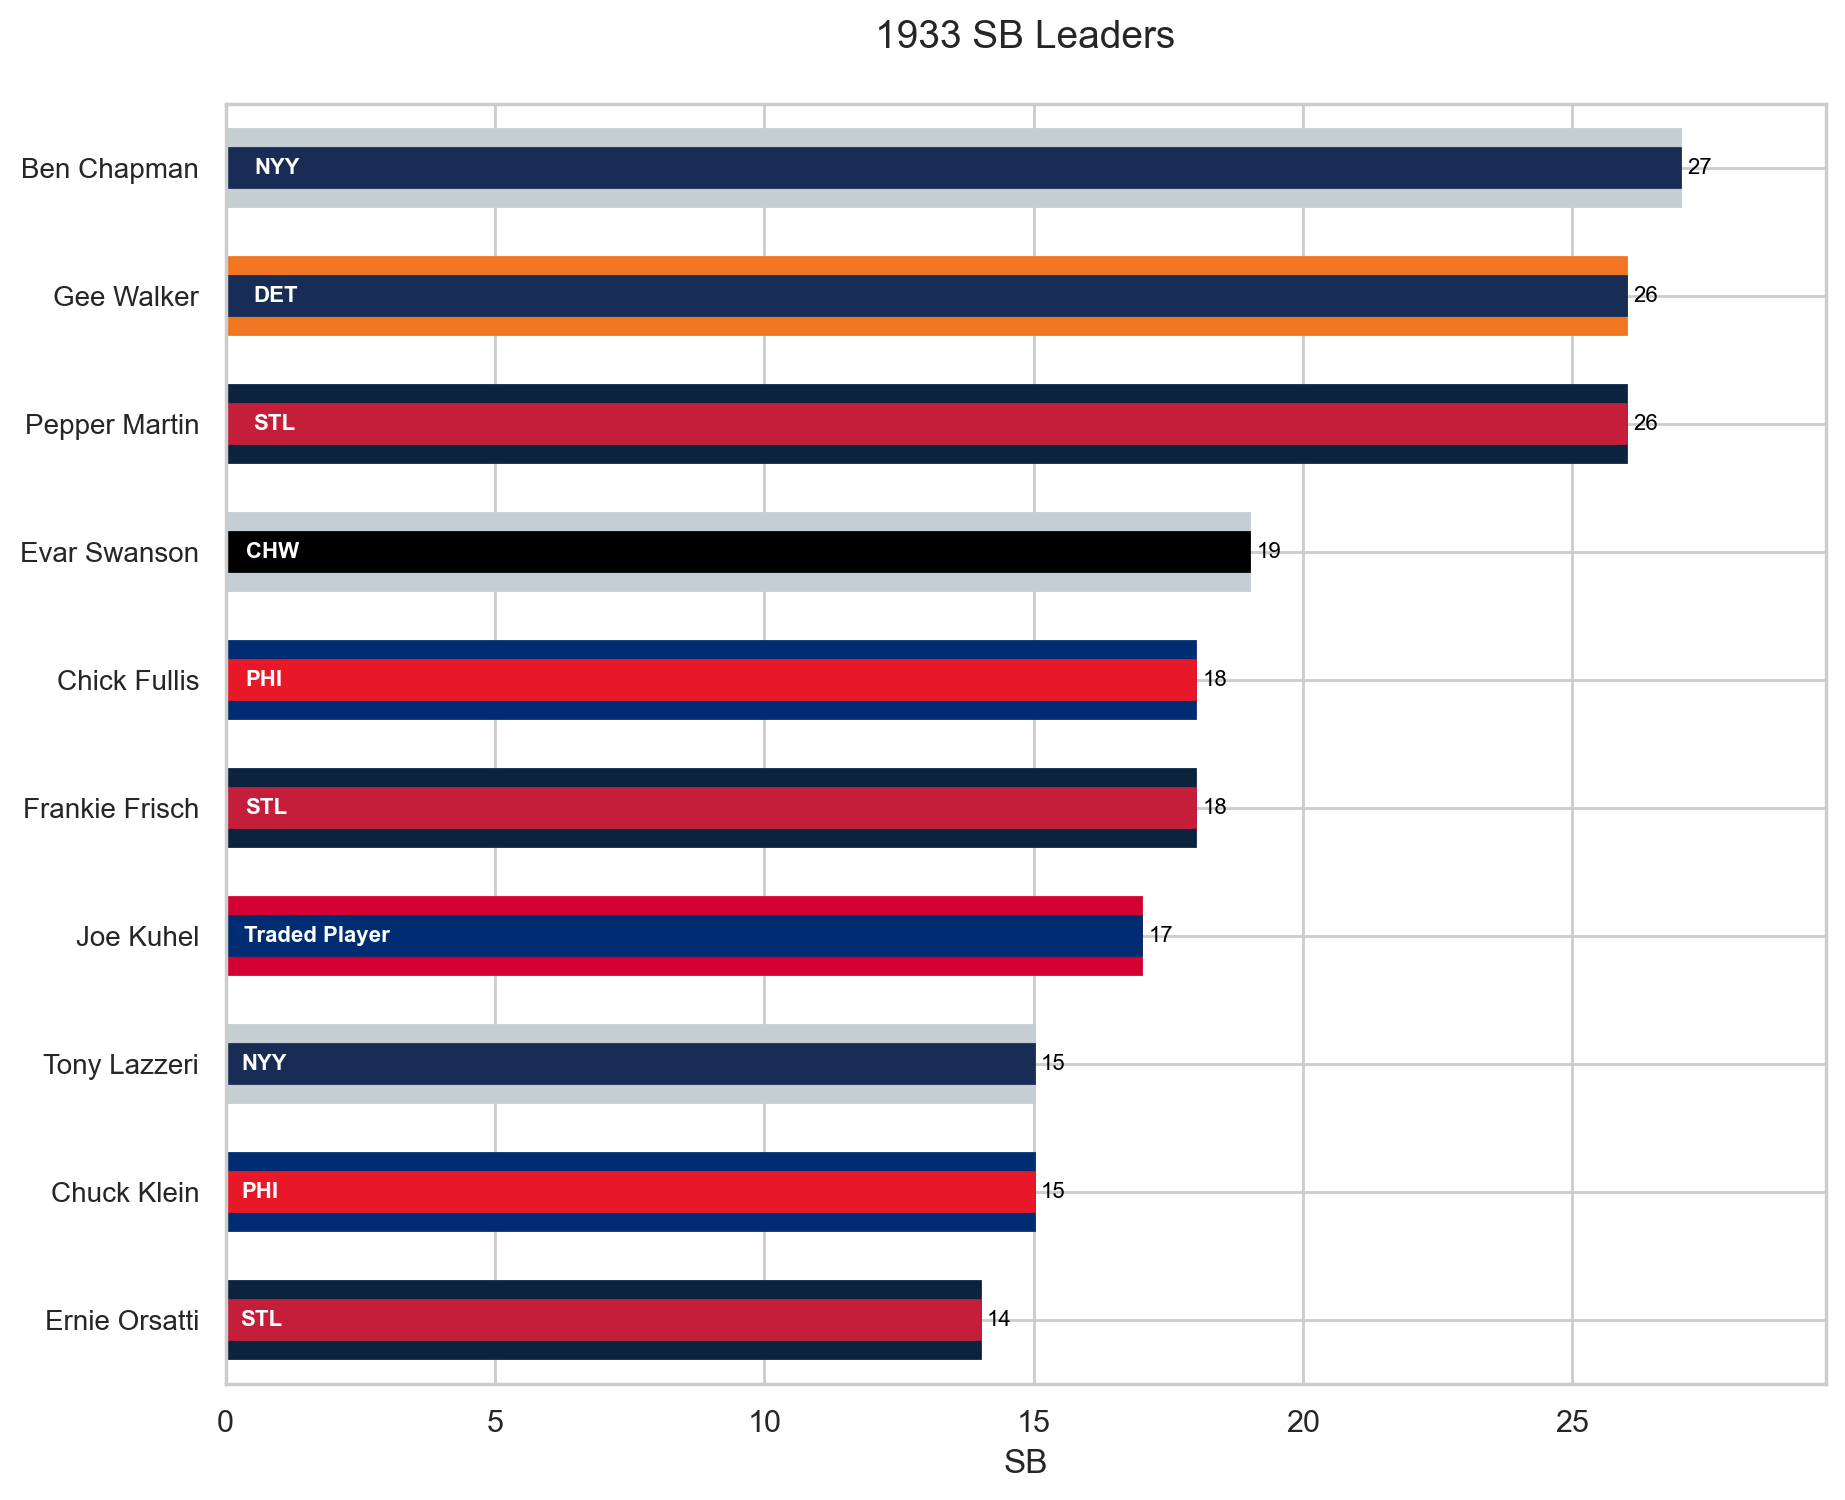 1933 SB Leaders
Ben Chapman NYY 27
Gee Walker DET 26
Pepper Martin STL 26
Evar Swanson CHW 19
Chick Fullis PHI 18
Frankie Frisch STL 18
Joe Kuhel Traded Player 17
Tony Lazzeri NYY 15
Chuck Klein PHI 15
Ernie Orsatti STL 14
0 5 10 15 20 25
SB